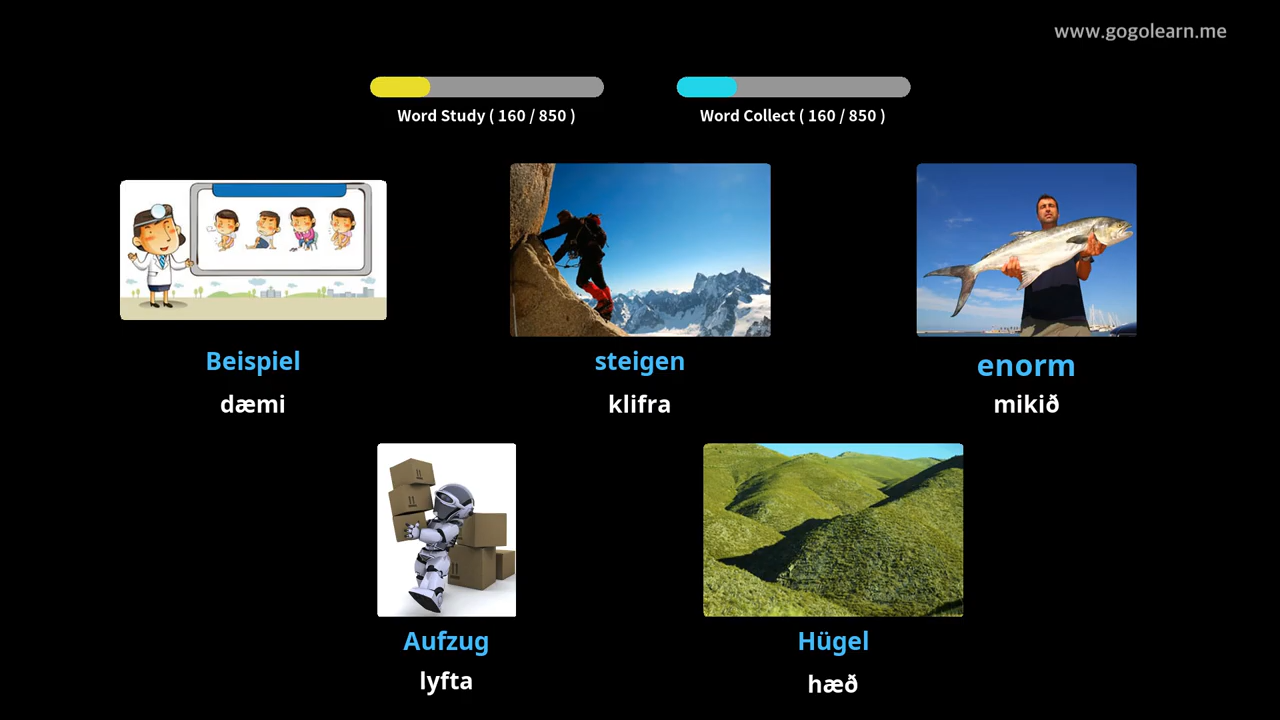 www.gogolearn.me
Word Study ( 160 / 850 )
Word Collect ( 160 / 850 )
Beispiel
steigen
enorm
dæmi
klifra
mikið
Aufzug
Hügel
lyfta
hæð